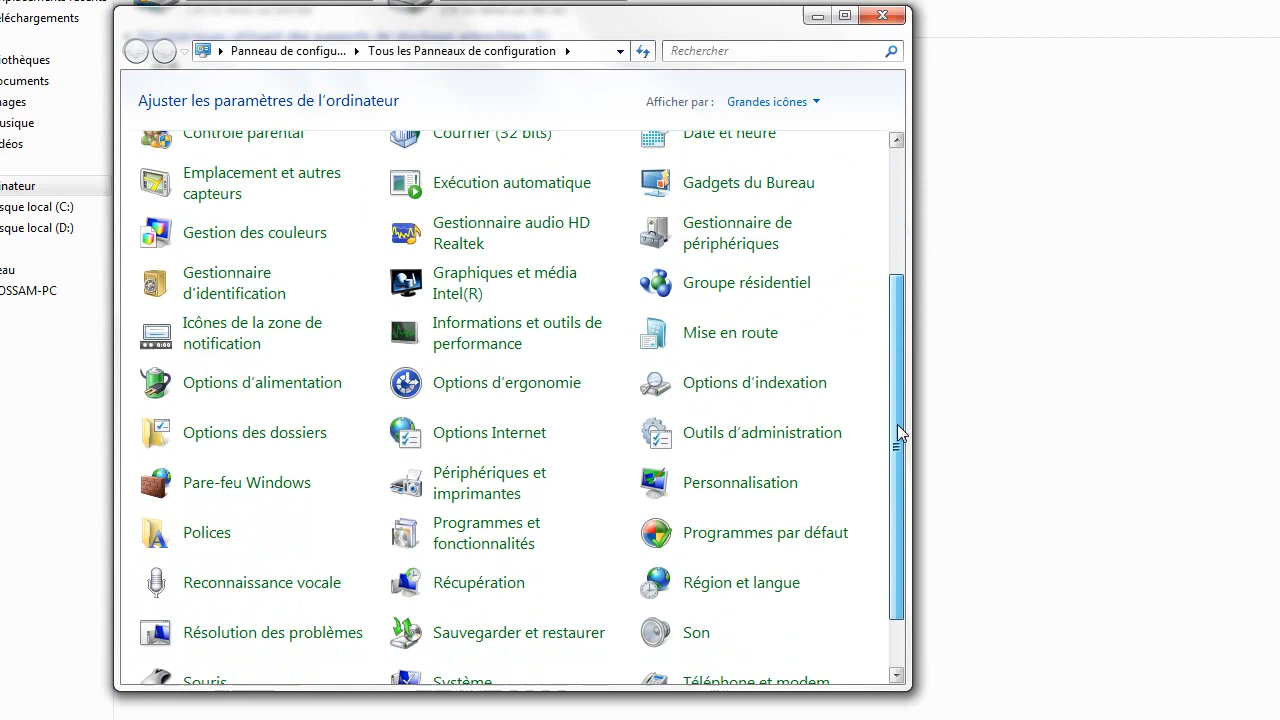 éléchargements
Panneau de configu...
Tous les Panneaux de configuration
Rechercher
Ajuster les paramètres de l'ordinateur
Afficher par :
Grandes icônes
Contrôle parental
Courrier (32 bits)
Date et heure
Emplacement et autres
capteurs
Exécution automatique
Gadgets du Bureau
Gestion des couleurs
Gestionnaire audio HD
Realtek
Gestionnaire de
périphériques
Gestionnaire
d'identification
Graphiques et média
Intel(R)
Groupe résidentiel
Icônes de la zone de
notification
Informations et outils de
performance
Mise en route
Options d'alimentation
Options d'ergonomie
Options d'indexation
Options des dossiers
Options Internet
Outils d'administration
Pare-feu Windows
Périphériques et
imprimantes
Personnalisation
Polices
Programmes et
fonctionnalités
Programmes par défaut
Reconnaissance vocale
Récupération
Région et langue
Résolution des problèmes
Sauvegarder et restaurer
Son
Souris
Système
Téléphone et modem
liothèques
ocuments
nages
usique
déos
inateur
sque local (C:)
sque local (D:)
eau
OSSAM-PC